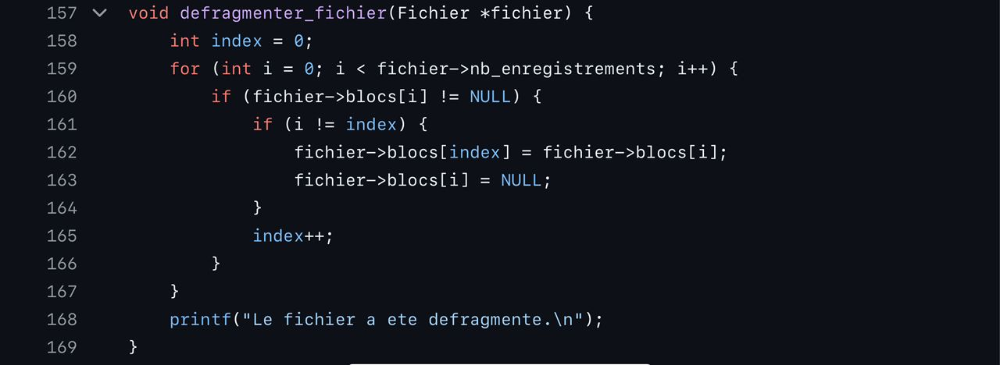 157 void defragmenter_fichier(Fichier *fichier) {
158     int index = 0;
159     for (int i = 0; i < fichier->nb_enregistrements; i++) {
160         if (fichier->blocs[i] != NULL) {
161             if (i != index) {
162                 fichier->blocs[index] = fichier->blocs[i];
163                 fichier->blocs[i] = NULL;
164             }
165             index++;
166         }
167     }
168     printf("Le fichier a ete defragmente.\n");
169 }